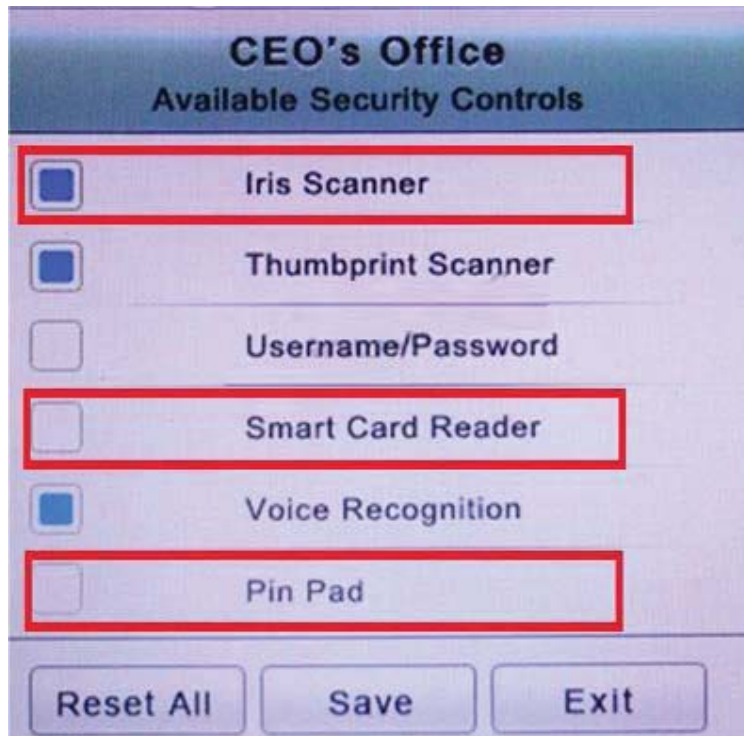 CEO's Office
Available Security Controls
Iris Scanner
Thumbprint Scanner
Username/Password
Smart Card Reader
Voice Recognition
Pin Pad
Reset All Save Exit